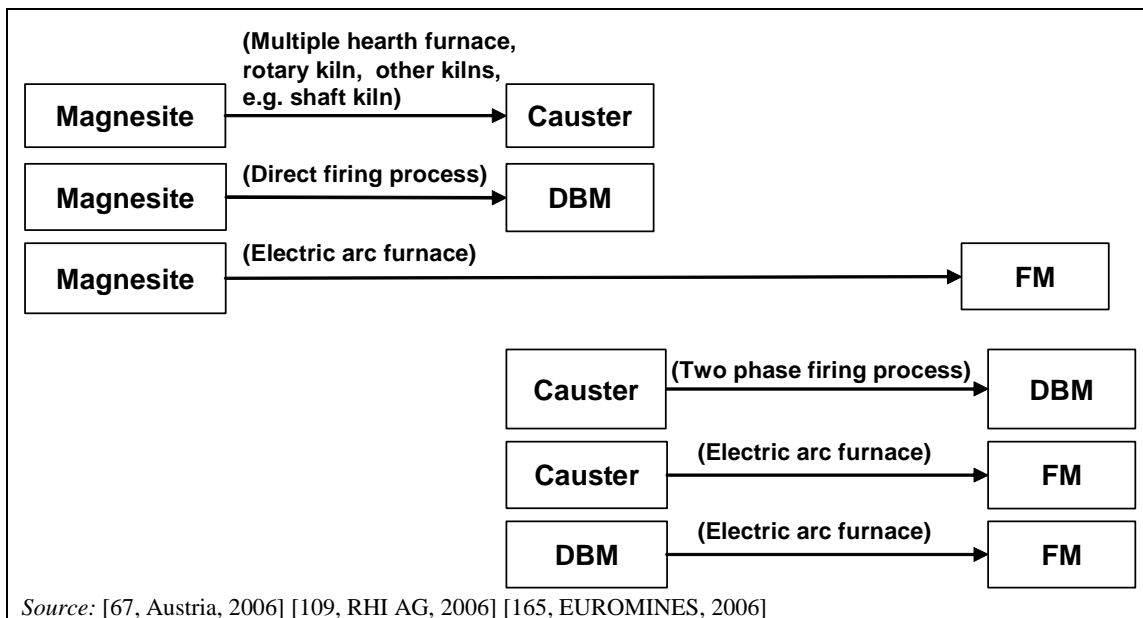 (Multiple hearth furnace,
rotary kiln, other kilns,
e.g. shaft kiln)
Magnesite
Causter
(Direct firing process)
Magnesite
DBM
(Electric arc furnace)
Magnesite
FM
(Two phase firing process)
Causter
DBM
(Electric arc furnace)
Causter
FM
(Electric arc furnace)
DBM
FM
Source: [67, Austria, 2006] [109, RHI AG, 2006] [165, EUROMINES, 2006]